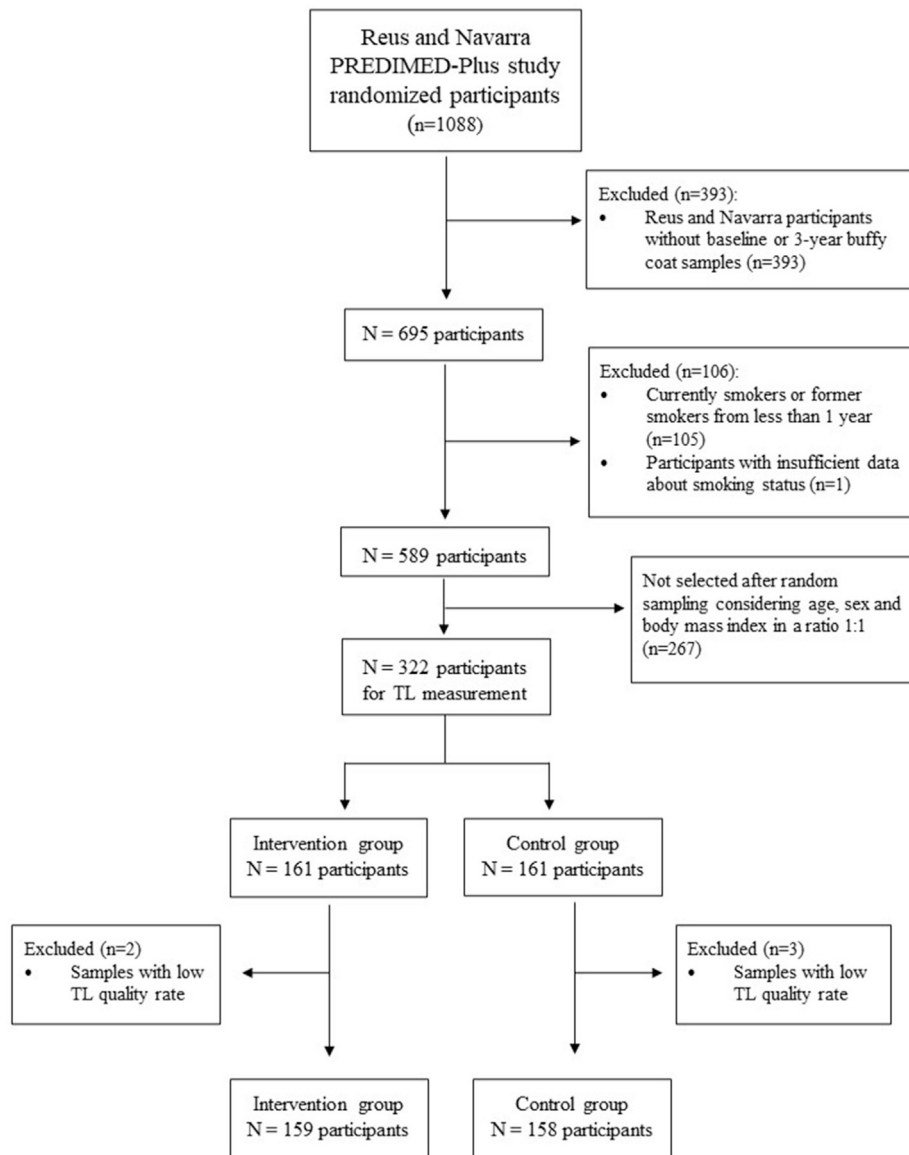 Reus and Navarra
PREDIMED-Plus study
randomized participants
(n=1088)
Excluded (n=393):
• Reus and Navarra participants
without baseline or 3-year buffy
coat samples (n=393)
N = 695 participants
Excluded (n=106):
• Currently smokers or former
smokers from less than 1 year
(n=105)
• Participants with insufficient data
about smoking status (n=1)
N = 589 participants
Not selected after random
sampling considering age, sex and
body mass index in a ratio 1:1
(n=267)
N = 322 participants
for TL measurement
Intervention group
N = 161 participants
Control group
N = 161 participants
Excluded (n=2)
• Samples with low
TL quality rate
Excluded (n=3)
• Samples with low
TL quality rate
Intervention group
N = 159 participants
Control group
N = 158 participants